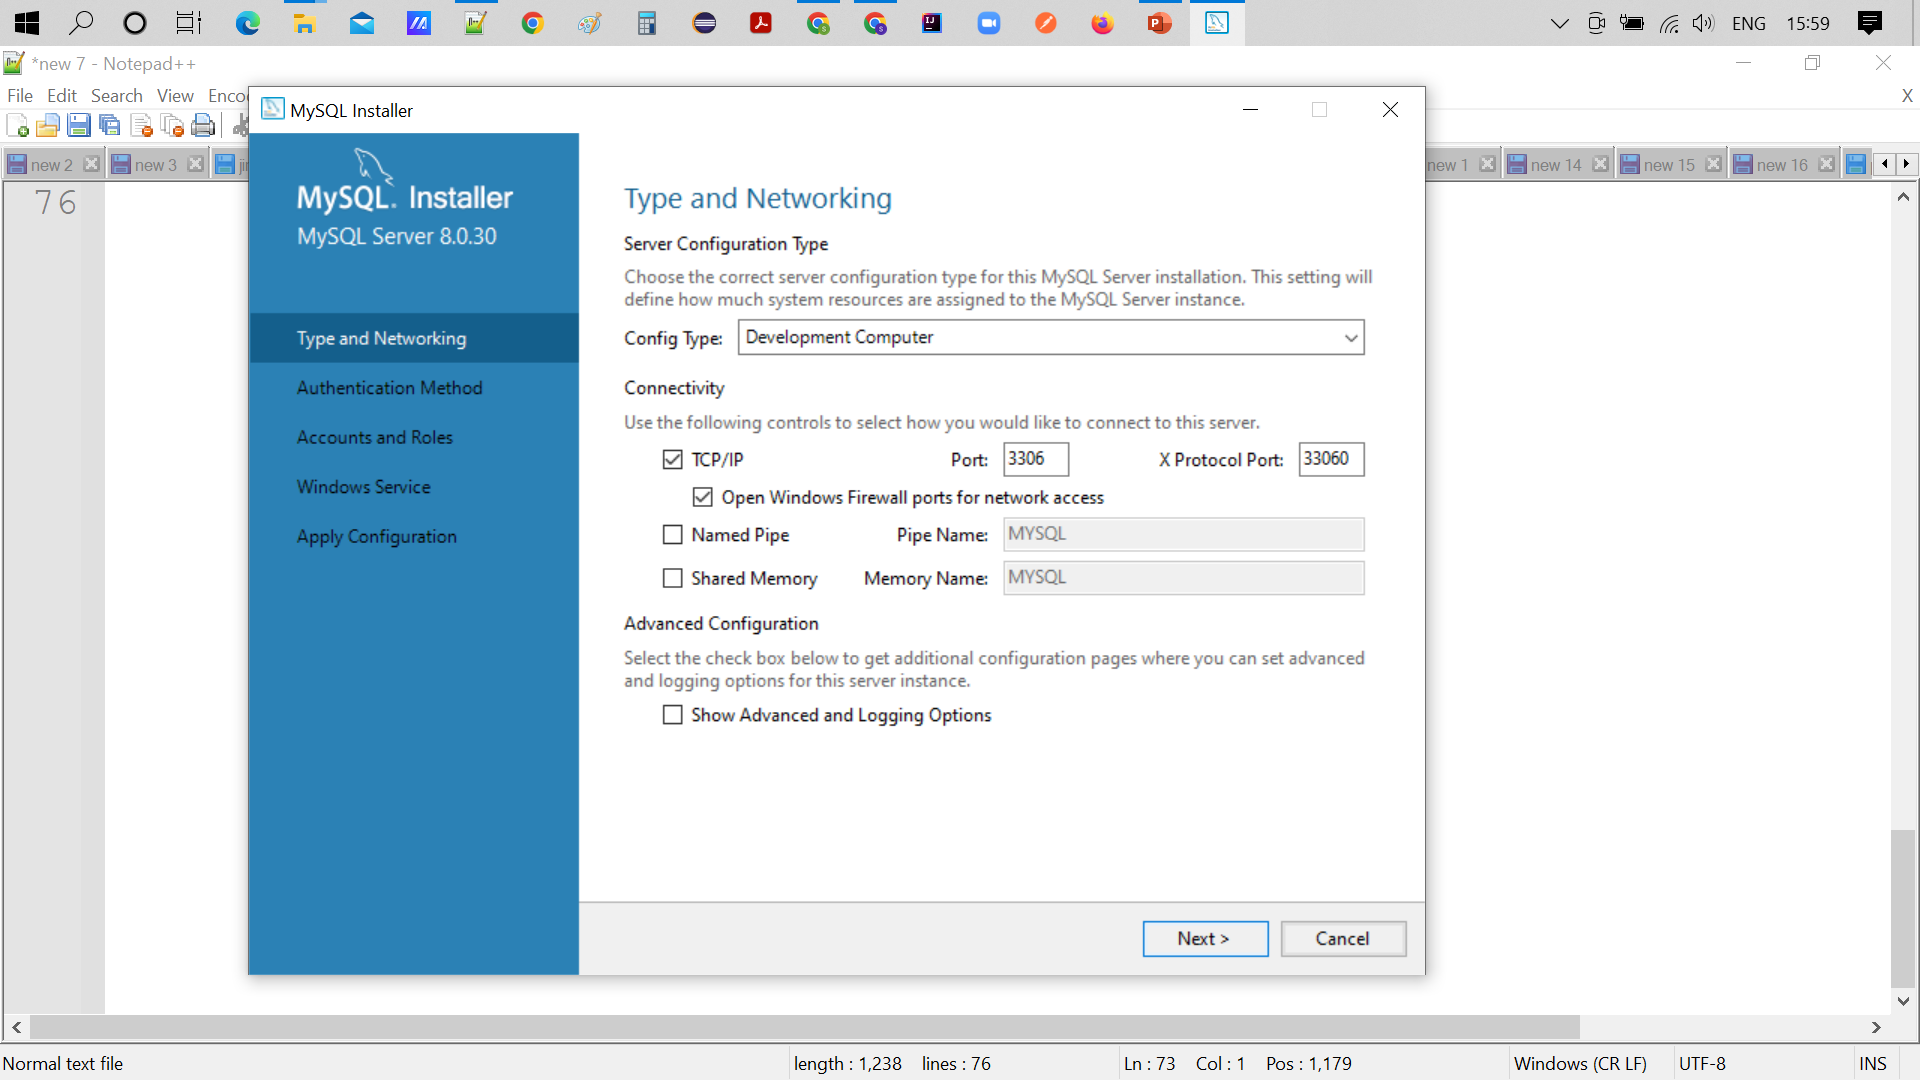 ENG 15:59
*new 7 - Notepad++
File Edit Search View
X
MySQL Installer
new 2 new 3 new 1 new 14 new 15 new 16
76
MySQL. Installer
MySQL Server 8.0.30
Type and Networking
Authentication Method
Accounts and Roles
Windows Service
Apply Configuration
Type and Networking
Server Configuration Type
Choose the correct server configuration type for this MySQL Server installation. This setting will
define how much system resources are assigned to the MySQL Server instance.
Config Type: Development Computer
Connectivity
Use the following controls to select how you would like to connect to this server.
TCP/IP Port: 3306 X Protocol Port: 33060
Open Windows Firewall ports for network access
Named Pipe Pipe Name: MYSQL
Shared Memory Memory Name: MYSQL
Advanced Configuration
Select the check box below to get additional configuration pages where you can set advanced
and logging options for this server instance.
Show Advanced and Logging Options
Next > Cancel
Normal text file length : 1,238 lines : 76 Ln : 73 Col : 1 Pos : 1,179 Windows (CR LF) UTF-8 INS